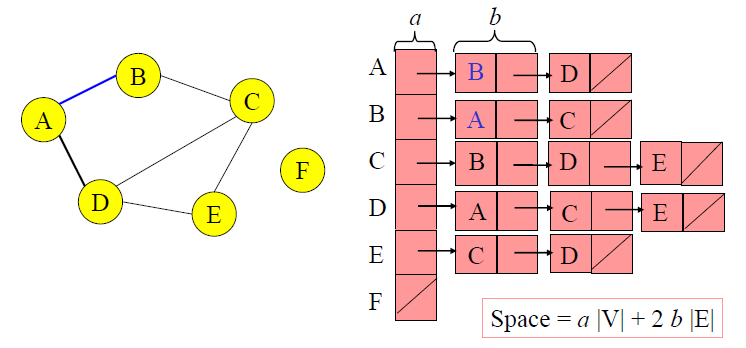 a b
A B D
B A C
C B D E
D A C E
E C D
F
A
B
C
D
E
F
Space = a |V| + 2 b |E|